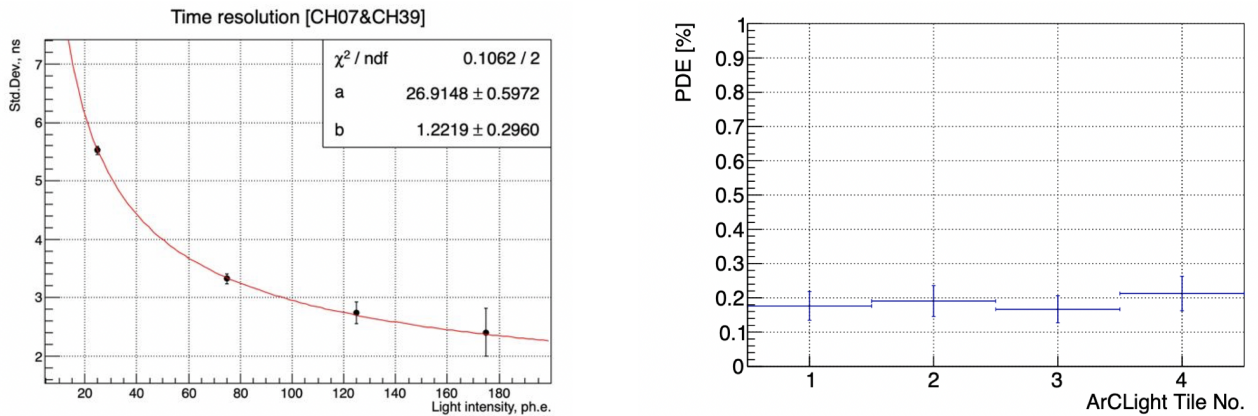 Time resolution [CH07&CH39]
Std.Dev., ns
χ² / ndf 0.1062 / 2
a 26.9148 ± 0.5972
b 1.2219 ± 0.2960
7
6
5
4
3
2
20 40 60 80 100 120 140 160 180
Light intensity, ph.e.
PDE [%]
1
0.9
0.8
0.7
0.6
0.5
0.4
0.3
0.2
0.1
0
1 2 3 4
ArCLight Tile No.